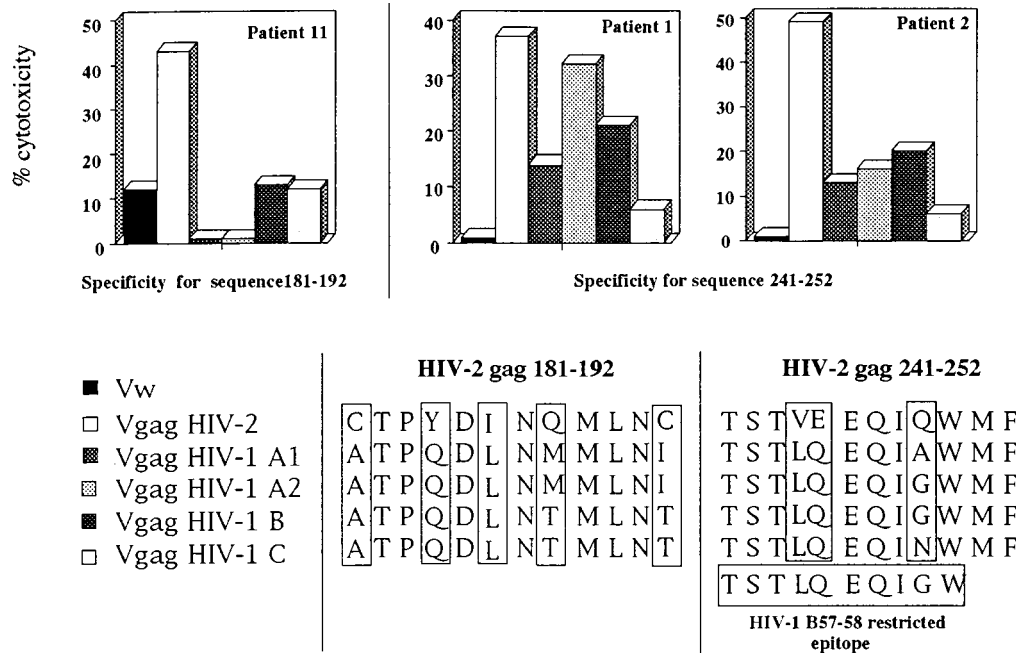 % cytotoxicity
50
40
30
20
10
0
Patient 11
Specificity for sequence181-192
40
30
20
10
0
Patient 1
50
40
30
20
10
0
Patient 2
Specificity for sequence 241-252
Vw
Vgag HIV-2
Vgag HIV-1 A1
Vgag HIV-1 A2
Vgag HIV-1 B
Vgag HIV-1 C
HIV-2 gag 181-192
C T P Y D I N Q M L N C
A T P Q D L N M M L N I
A T P Q D L N M M L N I
A T P Q D L N T M L N T
A T P Q D L N T M L N T
HIV-2 gag 241-252
T S T V E E Q I Q W M F
T S T L Q E Q I A W M F
T S T L Q E Q I G W M F
T S T L Q E Q I G W M F
T S T L Q E Q I N W M F
T S T L Q E Q I G W
HIV-1 B57-58 restricted
epitope